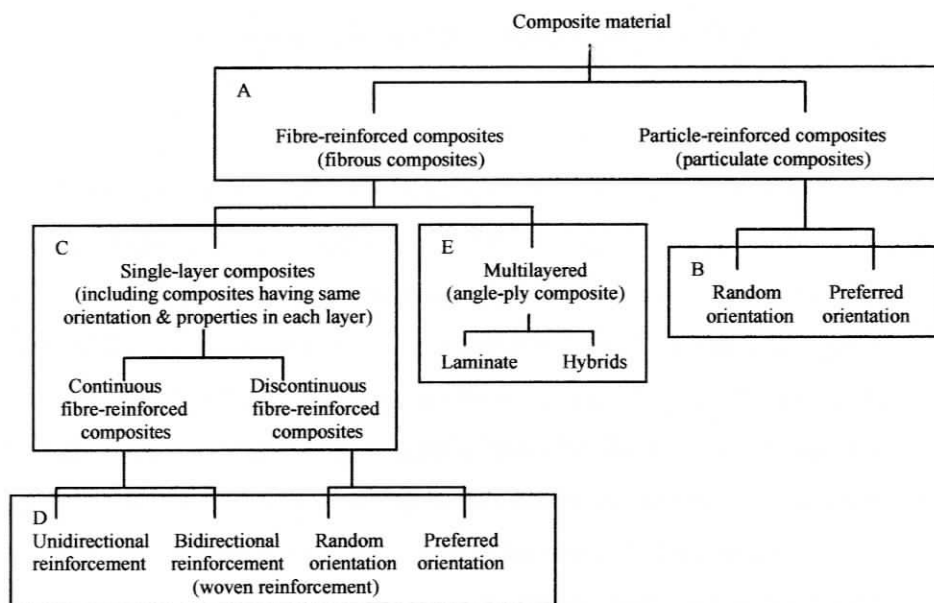 Composite material
A
Fibre-reinforced composites
(fibrous composites)
Particle-reinforced composites
(particulate composites)
C
Single-layer composites
(including composites having same
orientation & properties in each layer)
Continuous
fibre-reinforced
composites
Discontinuous
fibre-reinforced
composites
E
Multilayered
(angle-ply composite)
Laminate
Hybrids
B
Random
orientation
Preferred
orientation
D
Unidirectional
reinforcement
Bidirectional
reinforcement
(woven reinforcement)
Random
orientation
Preferred
orientation